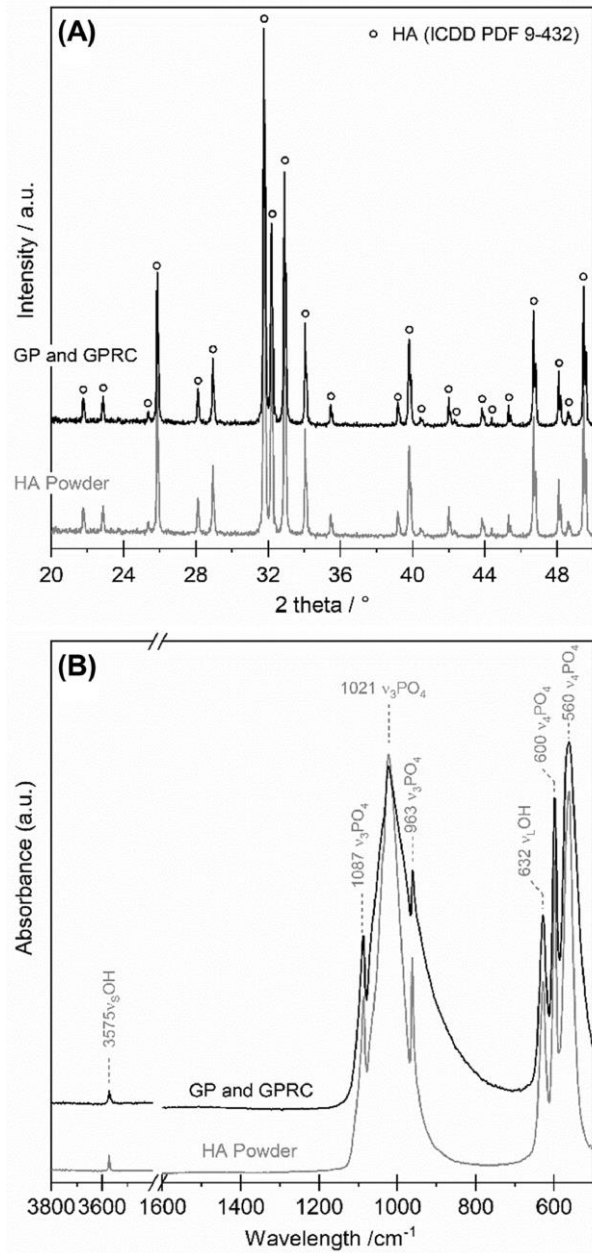 (A)
HA (ICDD PDF 9-432)
Intensity / a.u.
GP and GPRC
HA Powder
20 24 28 32 36 40 44 48
2 theta / °
(B)
Absorbance (a.u.)
3575νSOH
1087 ν3PO4
1021 ν3PO4
963 ν3PO4
632 νLOH
600 ν4PO4
560 ν4PO4
GP and GPRC
HA Powder
3800 3600 1600 1400 1200 1000 800 600
Wavelength /cm-1